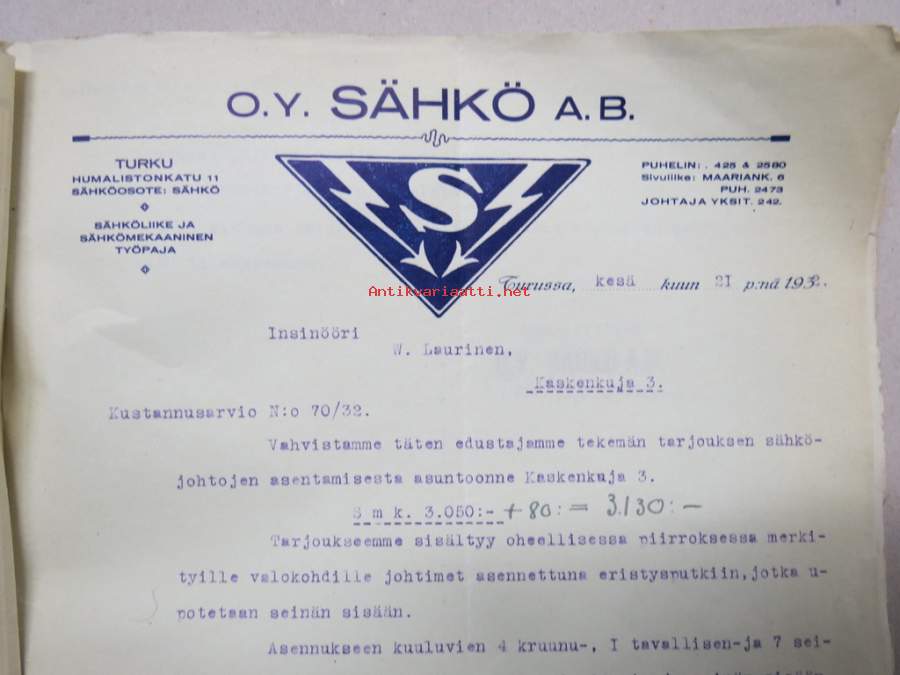 O.Y. SÄHKÖ A.B.
TURKU
HUMALISTONKATU 11
SÄHKÖOSOTE: SÄHKÖ
SÄHKÖLIIKE JA
SÄHKÖMEKAANINEN
TYÖPAJA
S
PUHELIN: . 425 & 2580
Sivuliike: MAARIANK. 6
PUH. 2473
JOHTAJA YKSIT. 242.
Antikvariaatti.net
Turussa, kesä kuun 2I p:nä 1932.
Insinööri
W. Laurinen,
Kaskenkuja 3.
Kustannusarvio N:o 70/32.
Vahvistamme täten edustajamme tekemän tarjouksen sähkö-
johtojen asentamisesta asuntoonne Kaskenkuja 3.
S m k. 3.050:- + 80:= 3.130:-
Tarjoukseemme sisältyy oheellisessa piirroksessa merki-
tyille valokohdille johtimet asennettuna eristysputkiin,jotka u-
potetaan seinän sisään.
Asennukseen kuuluvien 4 kruunu-, I tavallisen-ja 7 sei-